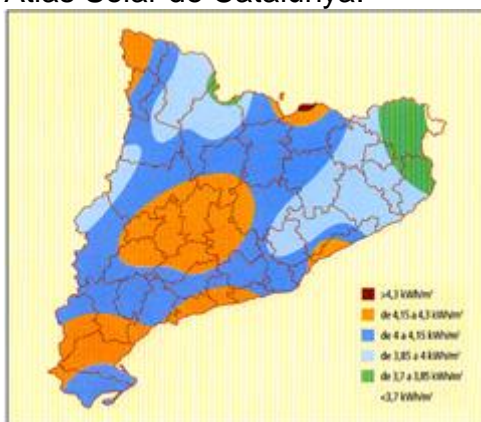 Atlas Solar de Catalunya:
>4,3 kWh/m²
de 4,15 a 4,3 kWh/m²
de 4 a 4,15 kWh/m²
de 3,85 a 4 kWh/m²
de 3,7 a 3,85 kWh/m²
<3,7 kWh/m²